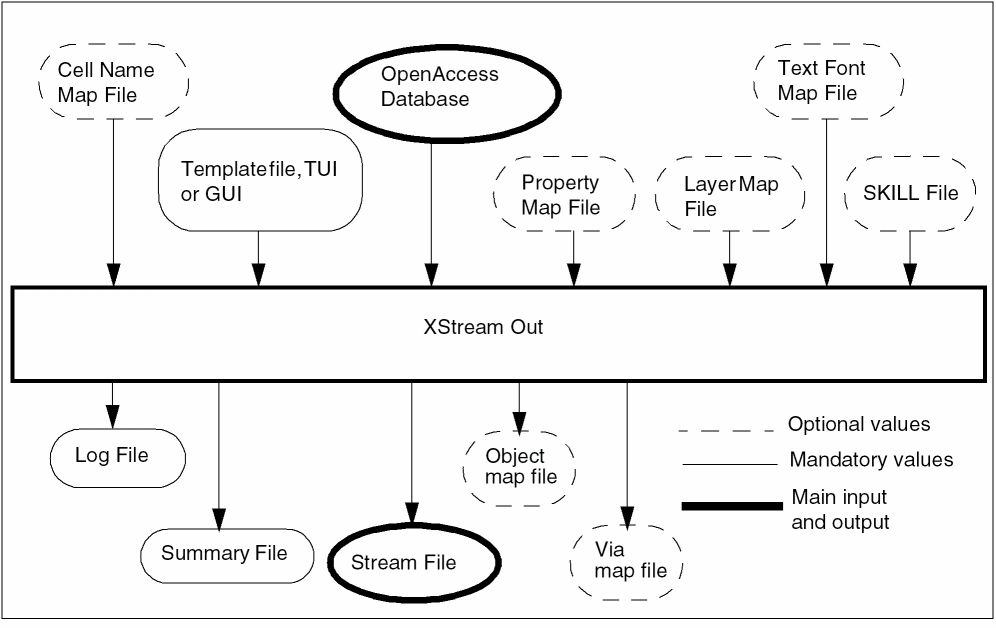 Cell Name
Map File
OpenAccess
Database
Text Font
Map File
Templatefile, TUI
or GUI
Property
Map File
Layer Map
File
SKILL File
XStream Out
Log File
Summary File
Stream File
Object
map file
Via
map file
Optional values
Mandatory values
Main input
and output